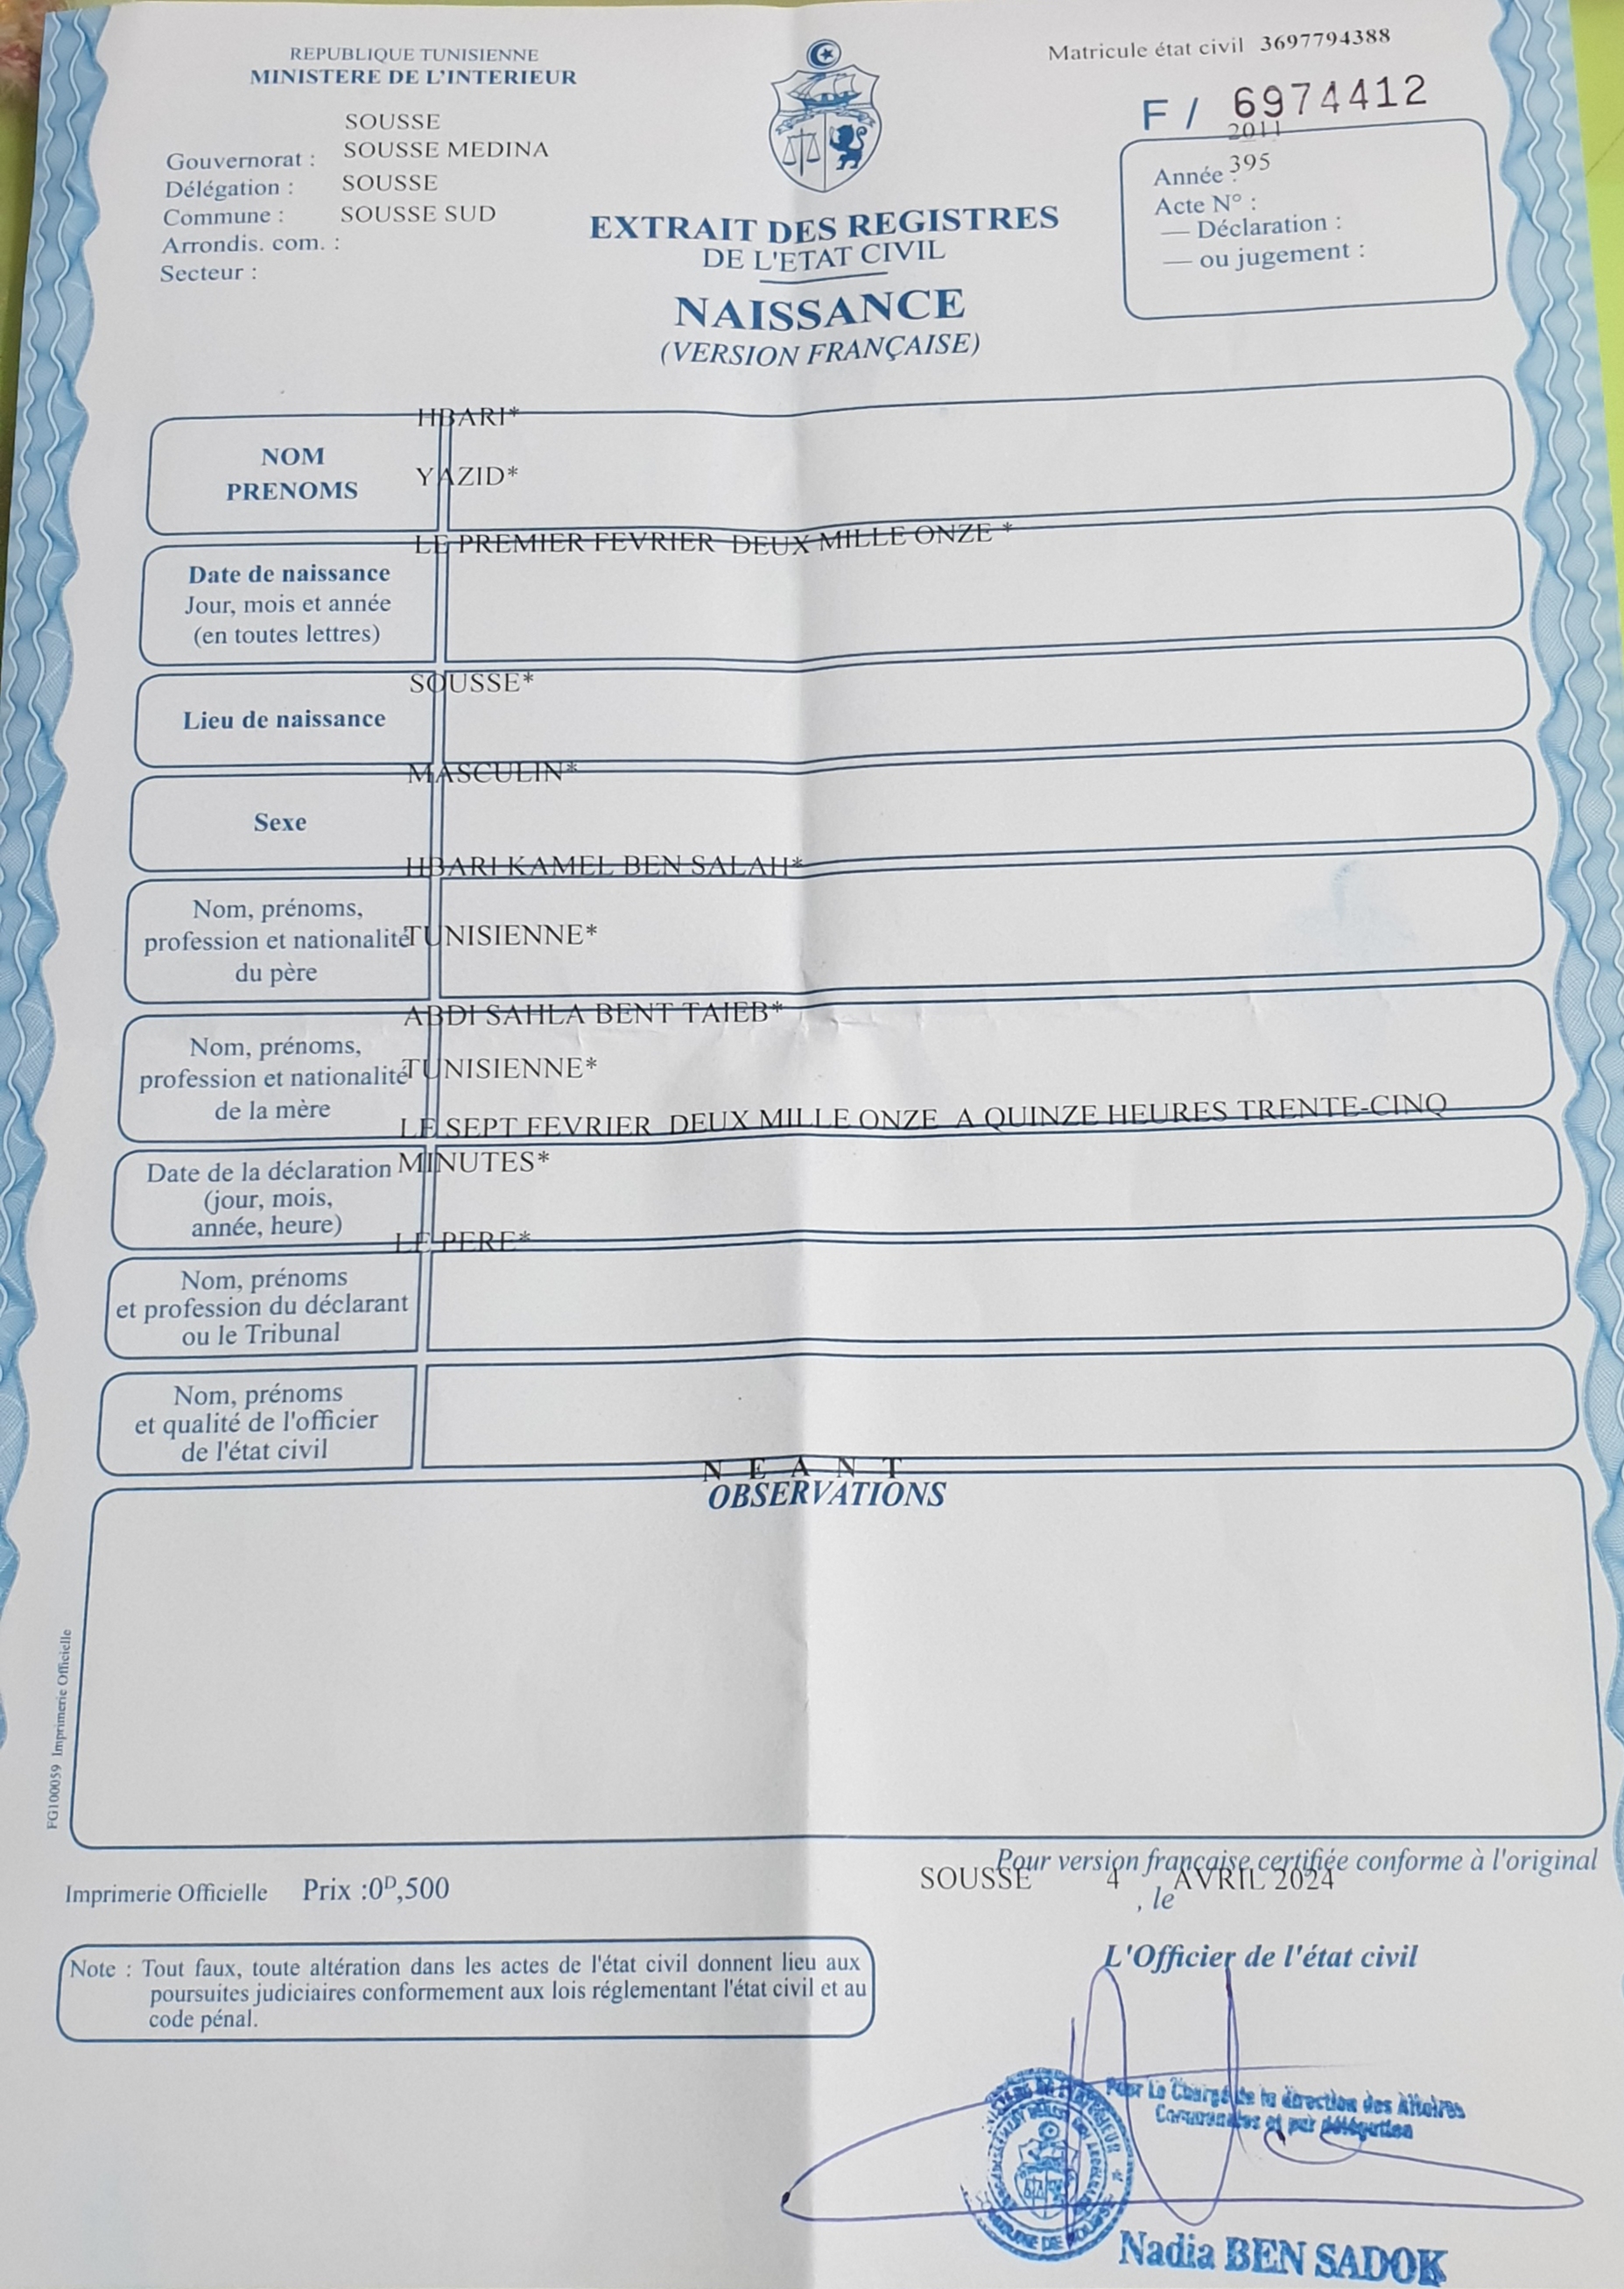 REPUBLIQUE TUNISIENNE
MINISTERE DE L'INTERIEUR
Matricule état civil 3697794388
F / 6974412
SOUSSE
Gouvernorat : SOUSSE MEDINA
Délégation : SOUSSE
Commune : SOUSSE SUD
Arrondis. com. :
Secteur :
2011
Année : 395
Acte N° :
— Déclaration :
— ou jugement :
EXTRAIT DES REGISTRES
DE L'ETAT CIVIL
NAISSANCE
(VERSION FRANÇAISE)
HBARI*
NOM
YAZID*
PRENOMS
LE PREMIER FEVRIER DEUX MILLE ONZE *
Date de naissance
Jour, mois et année
(en toutes lettres)
SOUSSE*
Lieu de naissance
MASCULIN*
Sexe
HBARI KAMEL BEN SALAH*
Nom, prénoms,
profession et nationalité TUNISIENNE*
du père
ABDI SAHLA BENT TAIEB*
Nom, prénoms,
profession et nationalité TUNISIENNE*
de la mère
LE SEPT FEVRIER DEUX MILLE ONZE A QUINZE HEURES TRENTE-CINQ
Date de la déclaration MINUTES*
(jour, mois,
année, heure)
LE PERE*
Nom, prénoms
et profession du déclarant
ou le Tribunal
Nom, prénoms
et qualité de l'officier
de l'état civil
N E A N T
OBSERVATIONS
FG100059 Imprimerie Officielle
Pour version française certifiée conforme à l'original
SOUSSE 4 AVRIL 2024
, le
Imprimerie Officielle Prix :0D,500
L'Officier de l'état civil
Note : Tout faux, toute altération dans les actes de l'état civil donnent lieu aux
poursuites judiciaires conformement aux lois réglementant l'état civil et au
code pénal.
Pour Le Chargé de la direction des Affaires
Communales et par délégation
Nadia BEN SADOK